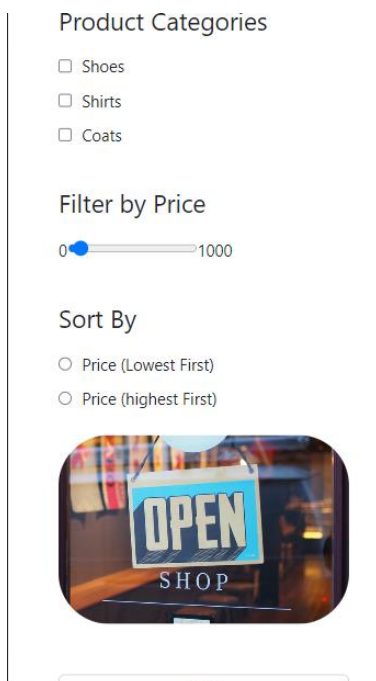 Product Categories
Shoes
Shirts
Coats
Filter by Price
0 1000
Sort By
Price (Lowest First)
Price (highest First)
OPEN
SHOP